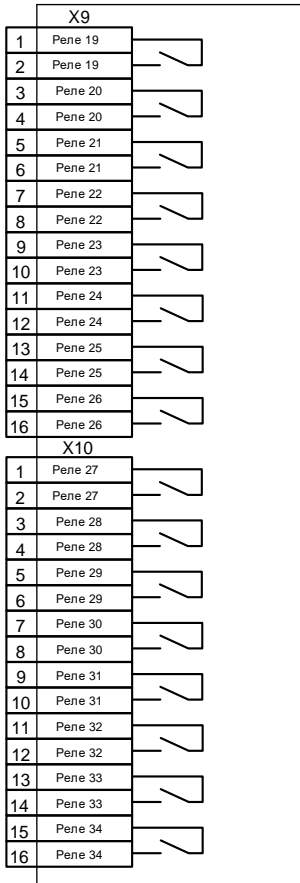 X9
1 Реле 19
2 Реле 19
3 Реле 20
4 Реле 20
5 Реле 21
6 Реле 21
7 Реле 22
8 Реле 22
9 Реле 23
10 Реле 23
11 Реле 24
12 Реле 24
13 Реле 25
14 Реле 25
15 Реле 26
16 Реле 26
X10
1 Реле 27
2 Реле 27
3 Реле 28
4 Реле 28
5 Реле 29
6 Реле 29
7 Реле 30
8 Реле 30
9 Реле 31
10 Реле 31
11 Реле 32
12 Реле 32
13 Реле 33
14 Реле 33
15 Реле 34
16 Реле 34